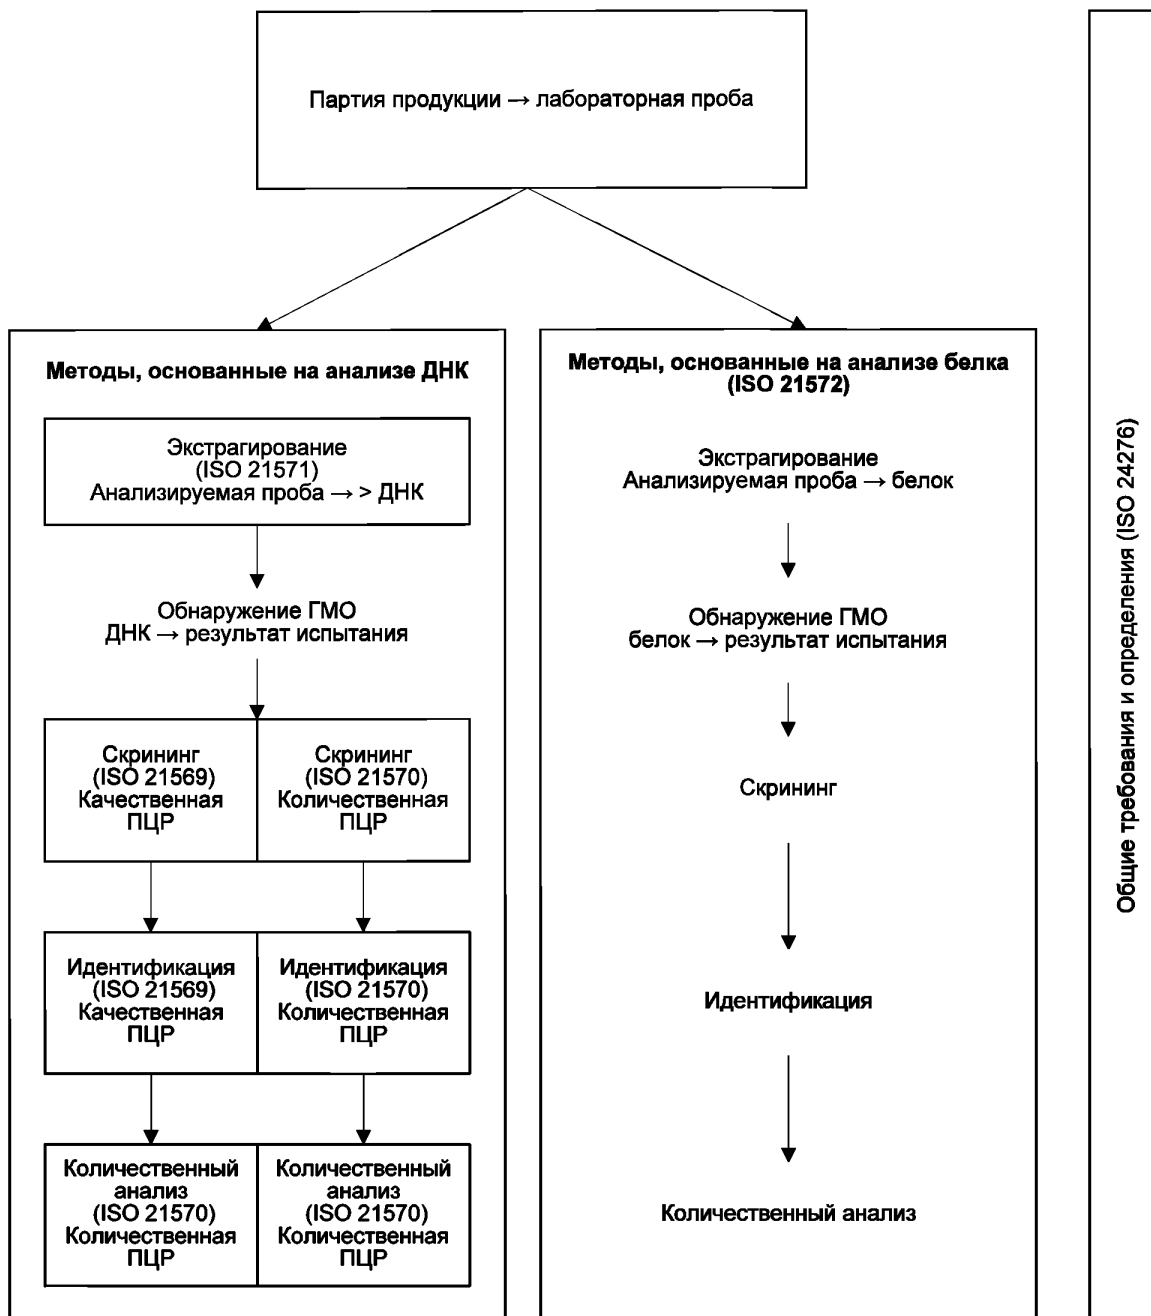 Партия продукции → лабораторная проба
Методы, основанные на анализе ДНК
Экстрагирование
(ISO 21571)
Анализируемая проба → > ДНК
Обнаружение ГМО
ДНК → результат испытания
Скрининг
(ISO 21569)
Качественная
ПЦР
Скрининг
(ISO 21570)
Количественная
ПЦР
Идентификация
(ISO 21569)
Качественная
ПЦР
Идентификация
(ISO 21570)
Количественная
ПЦР
Количественный
анализ
(ISO 21570)
Количественная
ПЦР
Количественный
анализ
(ISO 21570)
Количественная
ПЦР
Методы, основанные на анализе белка
(ISO 21572)
Экстрагирование
Анализируемая проба → белок
Обнаружение ГМО
белок → результат испытания
Скрининг
Идентификация
Количественный анализ
Общие требования и определения (ISO 24276)